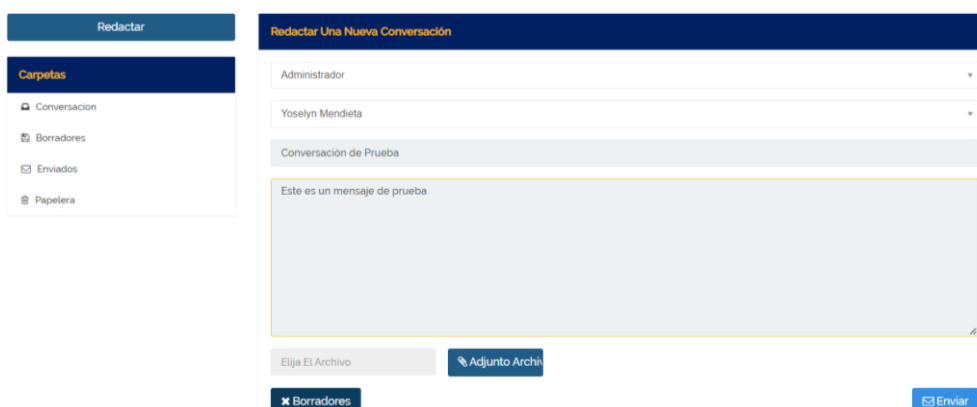 Redactar
Carpetas
Conversacion
Borradores
Enviados
Papelera
Redactar Una Nueva Conversación
Administrador
Yoselyn Mendieta
Conversación de Prueba
Este es un mensaje de prueba
Elija El Archivo
Adjunto Archiv
Borradores
Enviar